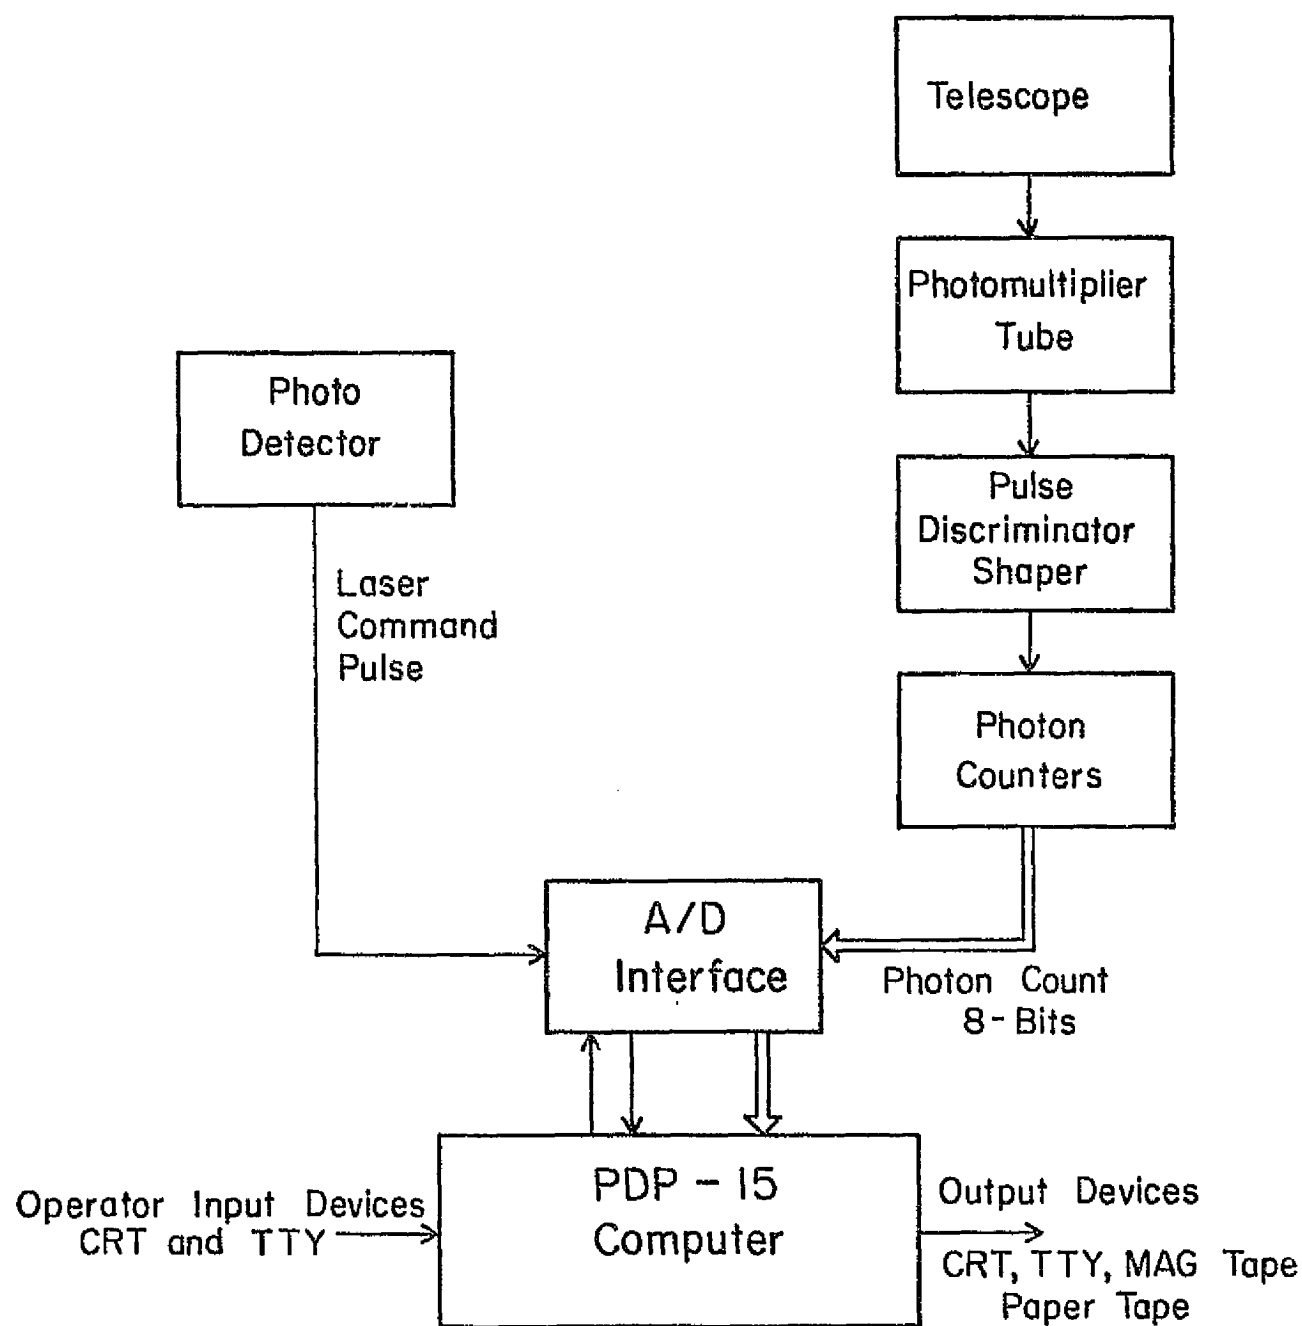 Telescope
Photomultiplier
Tube
Photo
Detector
Pulse
Discriminator
Shaper
Laser
Command
Pulse
Photon
Counters
A/D
Interface
Photon Count
8-Bits
PDP-15
Computer
Operator Input Devices
CRT and TTY
Output Devices
CRT, TTY, MAG Tape
Paper Tape